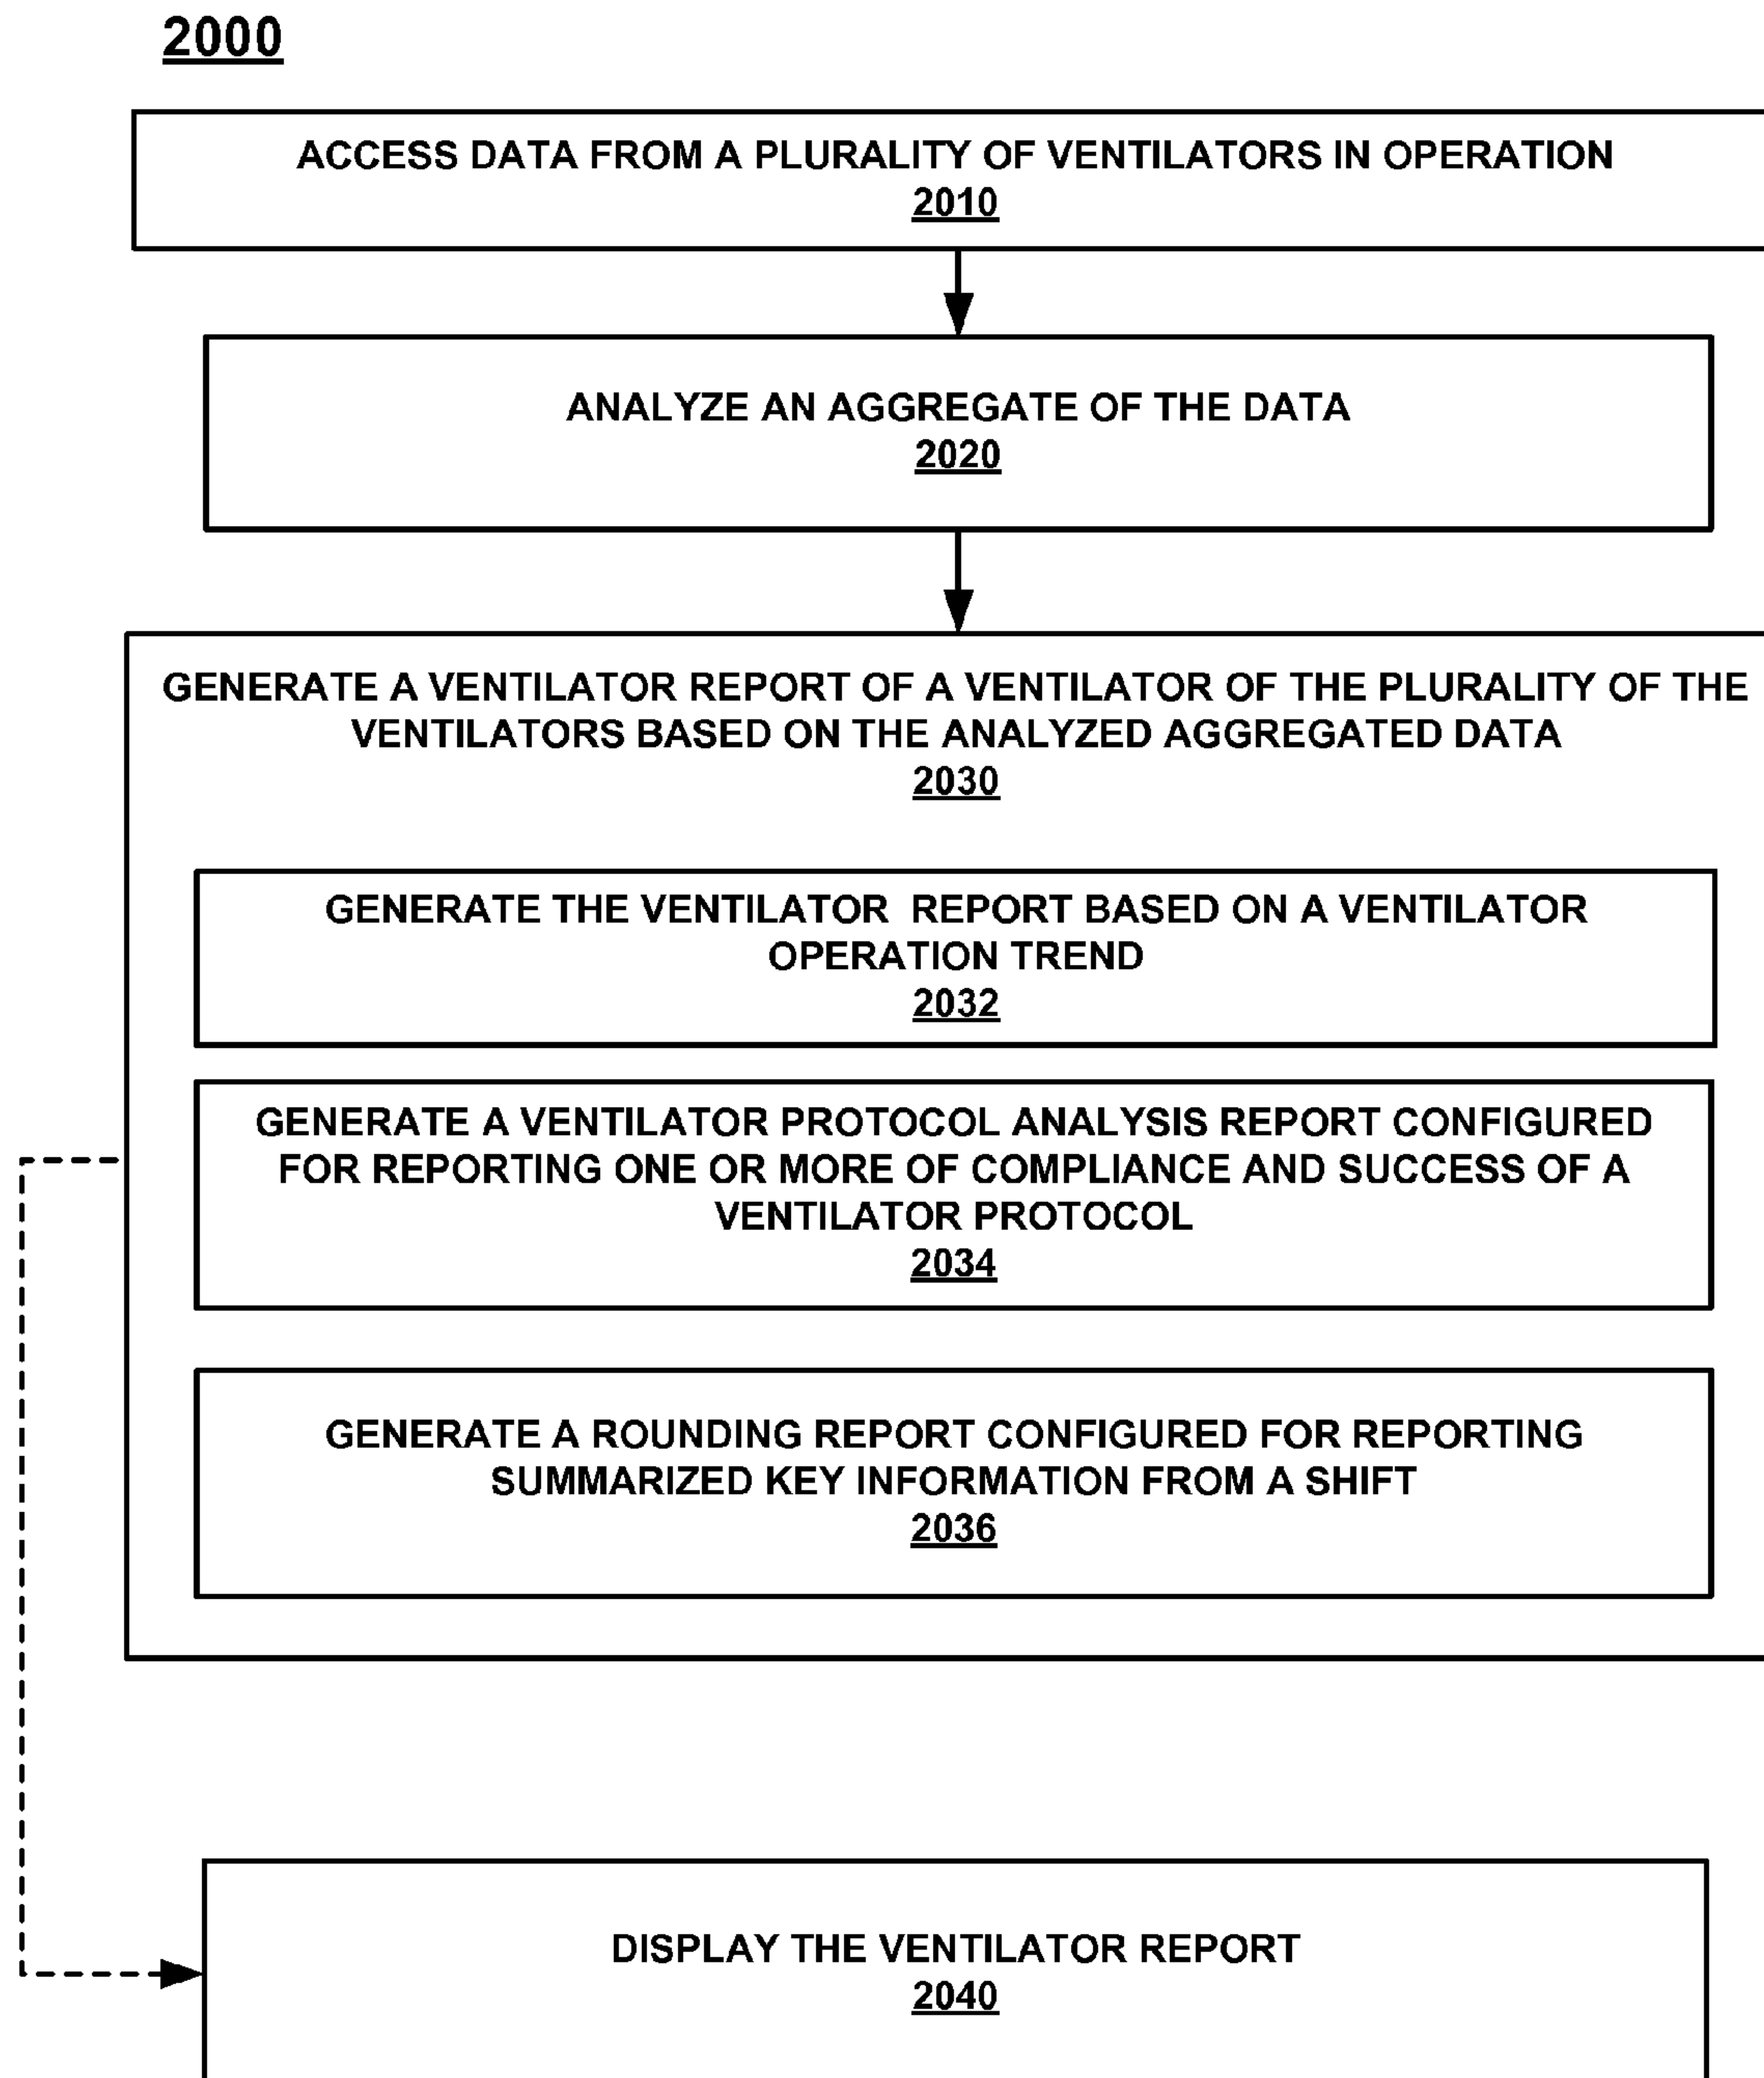 2000
ACCESS DATA FROM A PLURALITY OF VENTILATORS IN OPERATION
2010
ANALYZE AN AGGREGATE OF THE DATA
2020
GENERATE A VENTILATOR REPORT OF A VENTILATOR OF THE PLURALITY OF THE
VENTILATORS BASED ON THE ANALYZED AGGREGATED DATA
2030
GENERATE THE VENTILATOR REPORT BASED ON A VENTILATOR
OPERATION TREND
2032
GENERATE A VENTILATOR PROTOCOL ANALYSIS REPORT CONFIGURED
FOR REPORTING ONE OR MORE OF COMPLIANCE AND SUCCESS OF A
VENTILATOR PROTOCOL
2034
GENERATE A ROUNDING REPORT CONFIGURED FOR REPORTING
SUMMARIZED KEY INFORMATION FROM A SHIFT
2036
DISPLAY THE VENTILATOR REPORT
2040